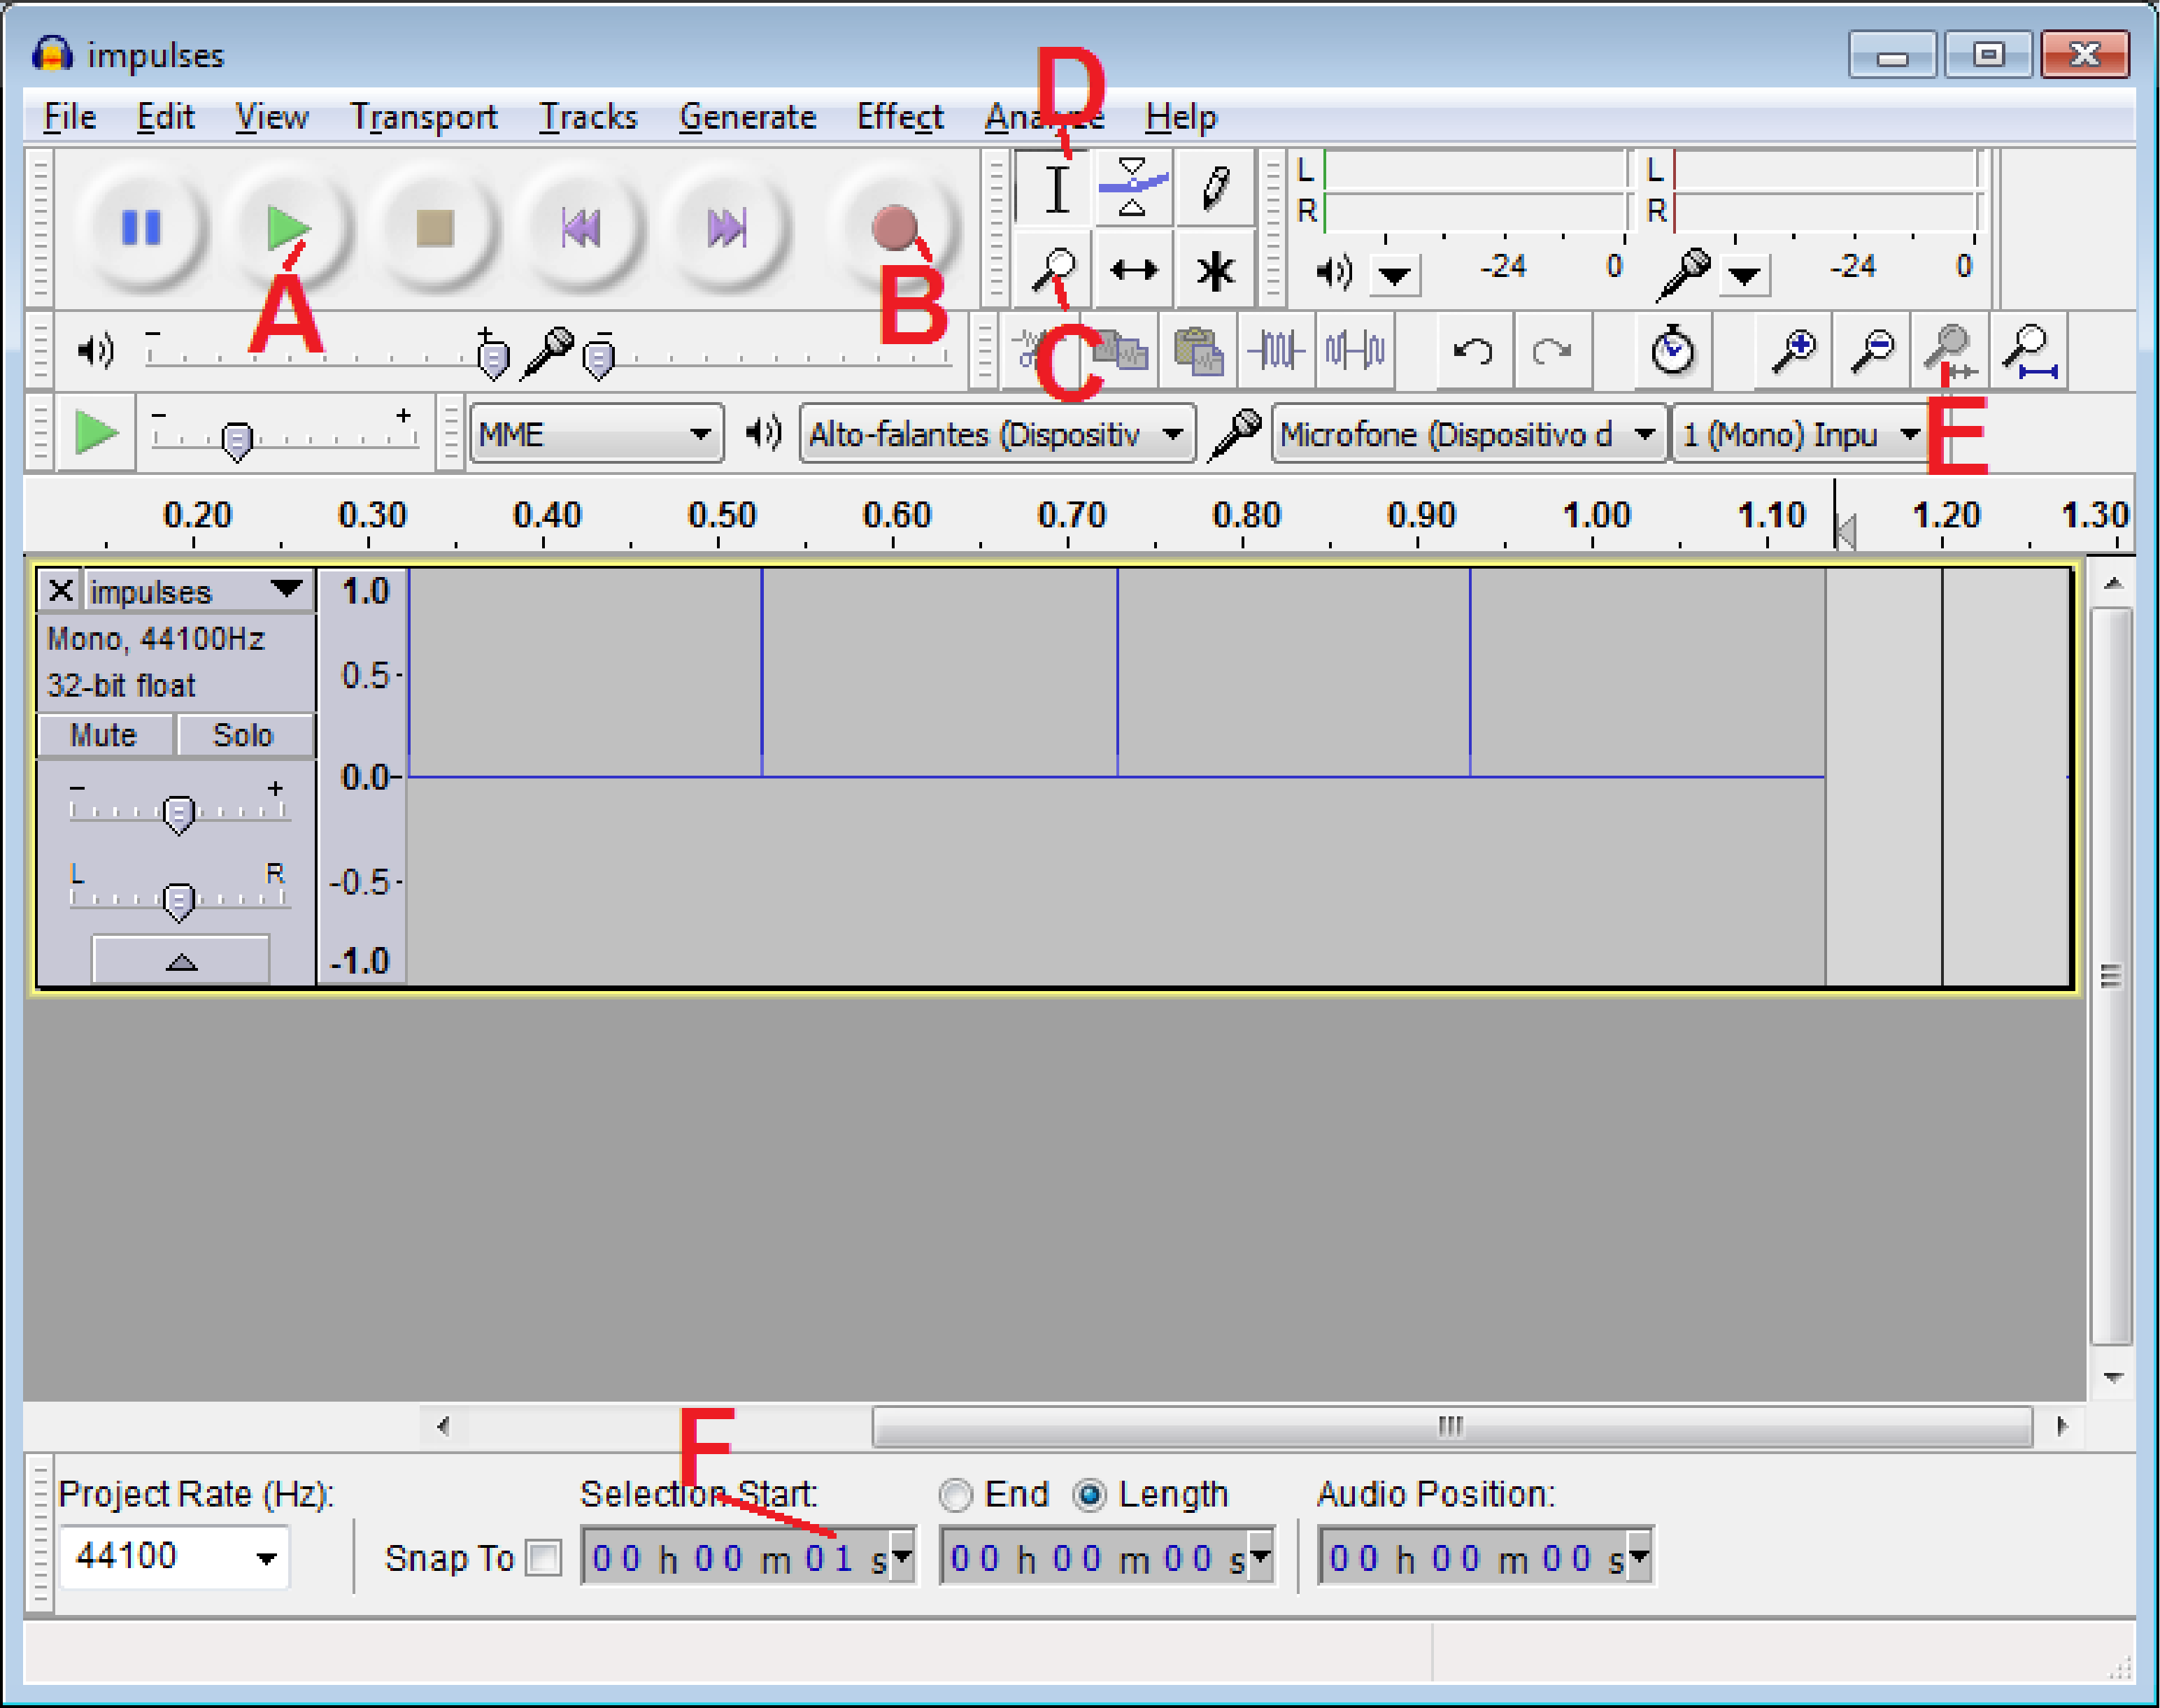 impulses
File Edit View Transport Tracks Generate Effect Help
D
L L
R R
-24 0 -24 0
A B C
- + -
- + MME Alto-falantes (Dispositiv Microfone (Dispositivo d 1 (Mono) Inpu E
0.20 0.30 0.40 0.50 0.60 0.70 0.80 0.90 1.00 1.10 1.20 1.30
X impulses 1.0
Mono, 44100Hz
0.5
32-bit float
Mute Solo
0.0
- +
L R
-0.5
-1.0
F
Project Rate (Hz): Selection Start: End Length Audio Position:
44100 Snap To 00 h 00 m 01 s 00 h 00 m 00 s 00 h 00 m 00 s